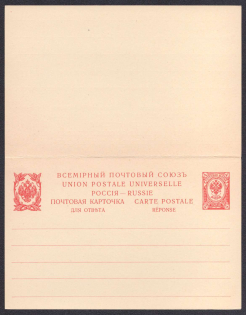 ВСЕМІРНЫЙ ПОЧТОВЫЙ СОЮЗЪ
UNION POSTALE UNIVERSELLE
РОССІЯ — RUSSIE
ПОЧТОВАЯ КАРТОЧКА CARTE POSTALE
ДЛЯ ОТВѢТА RÉPONSE